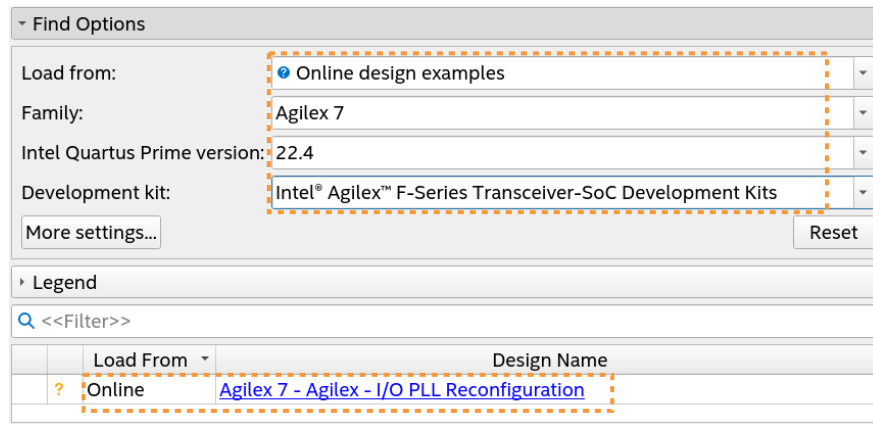 Find Options
Load from: Online design examples
Family: Agilex 7
Intel Quartus Prime version: 22.4
Development kit: Intel® Agilex™ F-Series Transceiver-SoC Development Kits
More settings... Reset
Legend
<<Filter>>
Load From Design Name
? Online Agilex 7 - Agilex - I/O PLL Reconfiguration